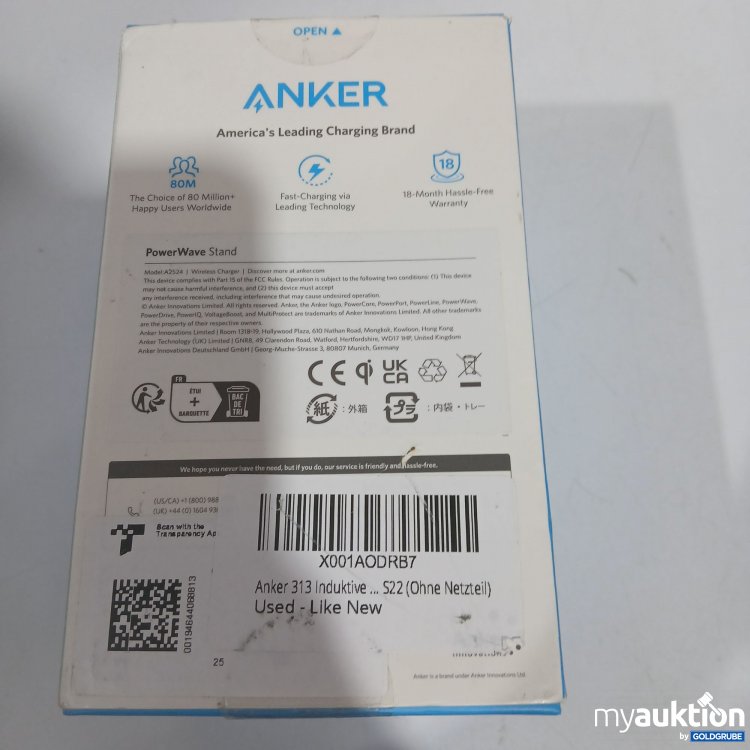 OPEN ▲
ANKER
America's Leading Charging Brand
80M
18
The Choice of 80 Million+
Happy Users Worldwide
Fast-Charging via
Leading Technology
18-Month Hassle-Free
Warranty
PowerWave Stand
Model:A2524 | Wireless Charger | Discover more at anker.com
This device complies with Part 15 of the FCC Rules. Operation is subject to the following two conditions: (1) This device
may not cause harmful interference, and (2) this device must accept
any interference received, including interference that may cause undesired operation.
© Anker Innovations Limited. All rights reserved. Anker, the Anker logo, PowerCore, PowerPort, PowerLine, PowerWave,
PowerDrive, PowerIQ, VoltageBoost, and MultiProtect are trademarks of Anker Innovations Limited. All other trademarks
are the property of their respective owners.
Anker Innovations Limited | Room 1318-19, Hollywood Plaza, 610 Nathan Road, Mongkok, Kowloon, Hong Kong
Anker Technology (UK) Limited | GNR8, 49 Clarendon Road, Watford, Hertfordshire, WD17 1HP, United Kingdom
Anker Innovations Deutschland GmbH | Georg-Muche-Strasse 3, 80807 Munich, Germany
CE qi UK CA
FR
ÉTUI
+
BARQUETTE
BAC
DE
TRI
紙 : 外箱
プラ : 内袋・トレー
We hope you never have the need, but if you do, our service is friendly and hassle-free.
(US/CA) +1 (800) 988
(UK) +44 (0) 1604 936
Scan with the
Transparency Ap
X001AODRB7
Anker 313 Induktive ... S22 (Ohne Netzteil)
Used - Like New
00194644068813
25
Anker is a brand under Anker Innovations Ltd.
myauktion
by GOLDGRUBE